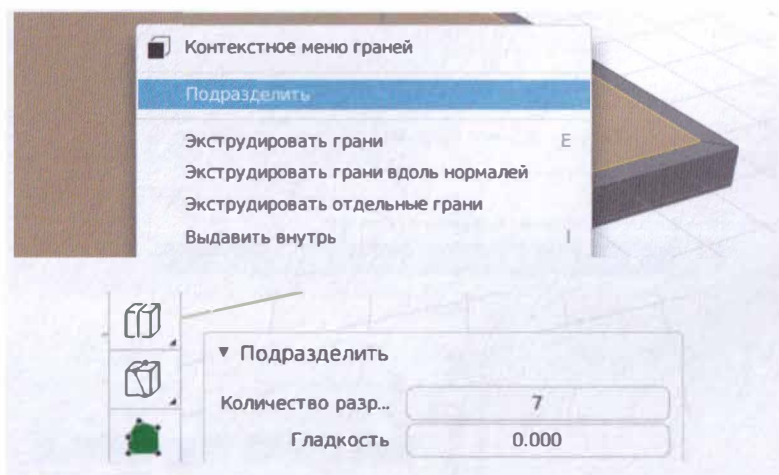 Контекстное меню граней
Подразделить
Экструдировать грани E
Экструдировать грани вдоль нормалей
Экструдировать отдельные грани
Выдавить внутрь I
▼ Подразделить
Количество разр... 7
Гладкость 0.000